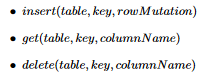 • insert(table, key, rowMutation)
• get(table, key, columnName)
• delete(table, key, columnName)